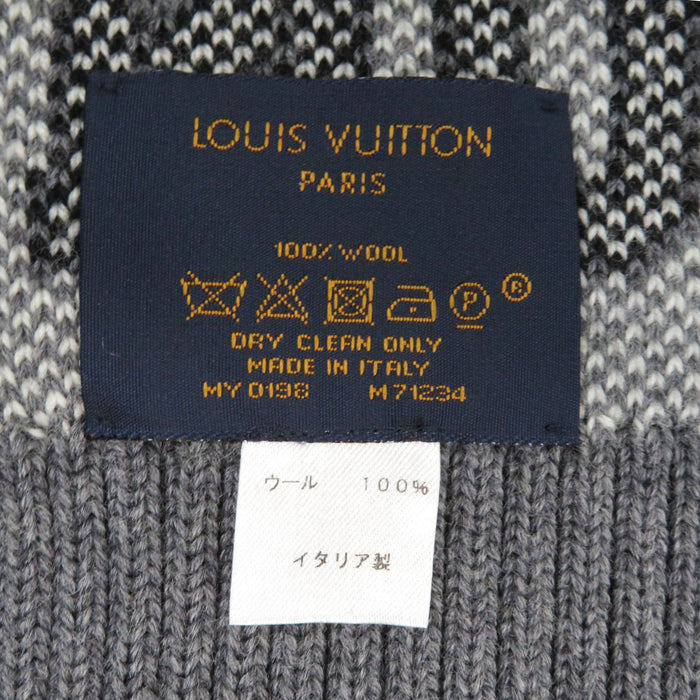 LOUIS VUITTON
PARIS
100% WOOL
P ®
DRY CLEAN ONLY
MADE IN ITALY
MY 0198 M 71234
ウール 100%
イタリア製